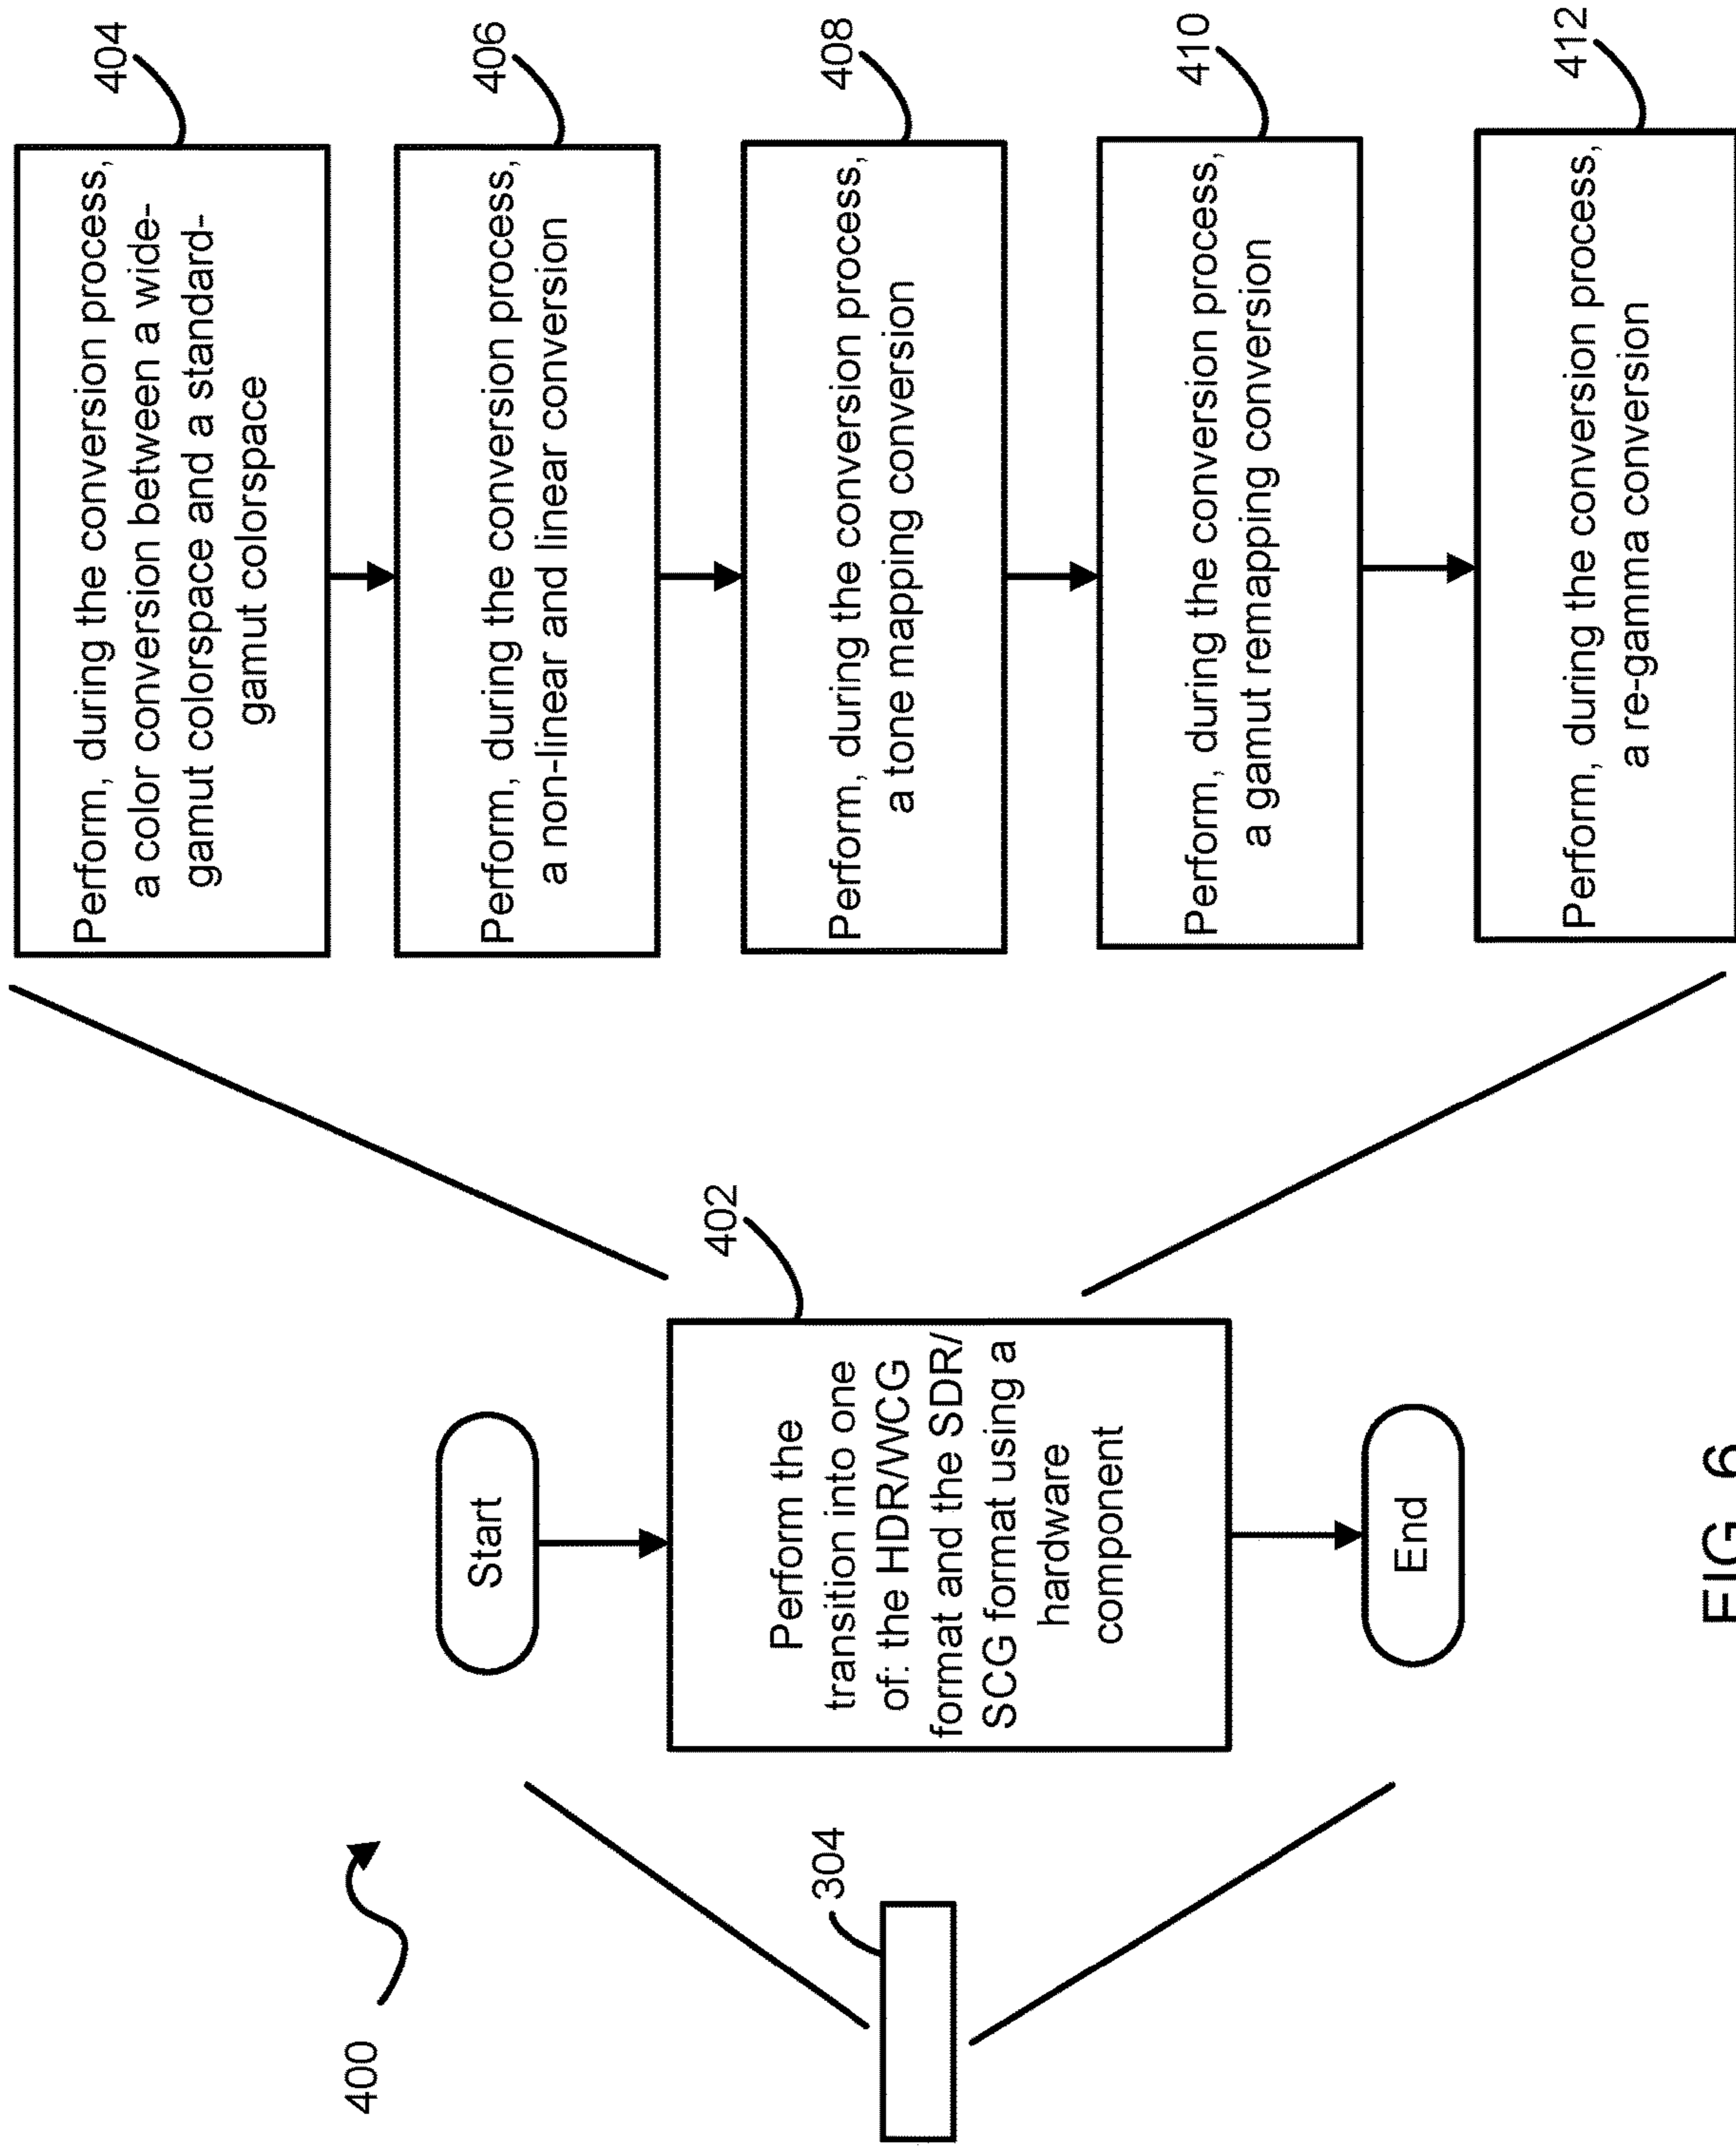 400
304
Start
402
Perform the
transition into one
of: the HDR/WCG
format and the SDR/
SCG format using a
hardware
component
End
404
Perform, during the conversion process,
a color conversion between a wide-
gamut colorspace and a standard-
gamut colorspace
406
Perform, during the conversion process,
a non-linear and linear conversion
408
Perform, during the conversion process,
a tone mapping conversion
410
Perform, during the conversion process,
a gamut remapping conversion
412
Perform, during the conversion process,
a re-gamma conversion
FIG. 6